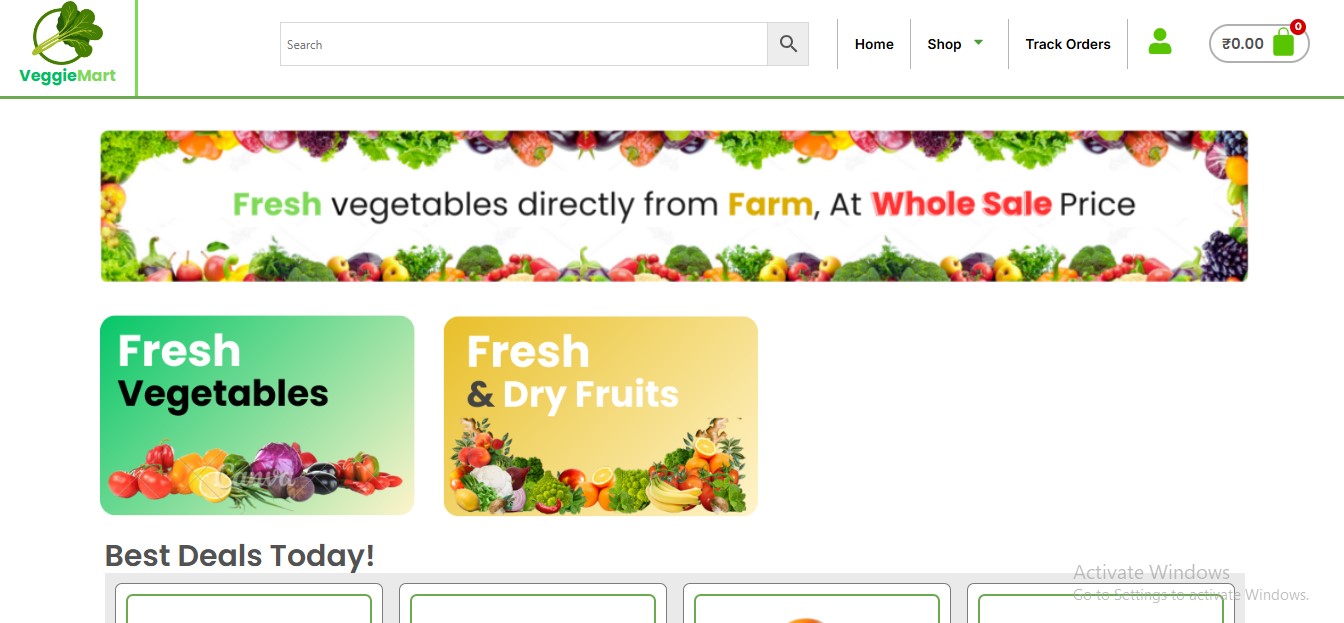 VeggieMart
Search
Home
Shop
Track Orders
₹0.00
0
Fresh vegetables directly from Farm, At Whole Sale Price
Fresh
Vegetables
Canva
Fresh
& Dry Fruits
Best Deals Today!
Activate Windows
Go to Settings to activate Windows.